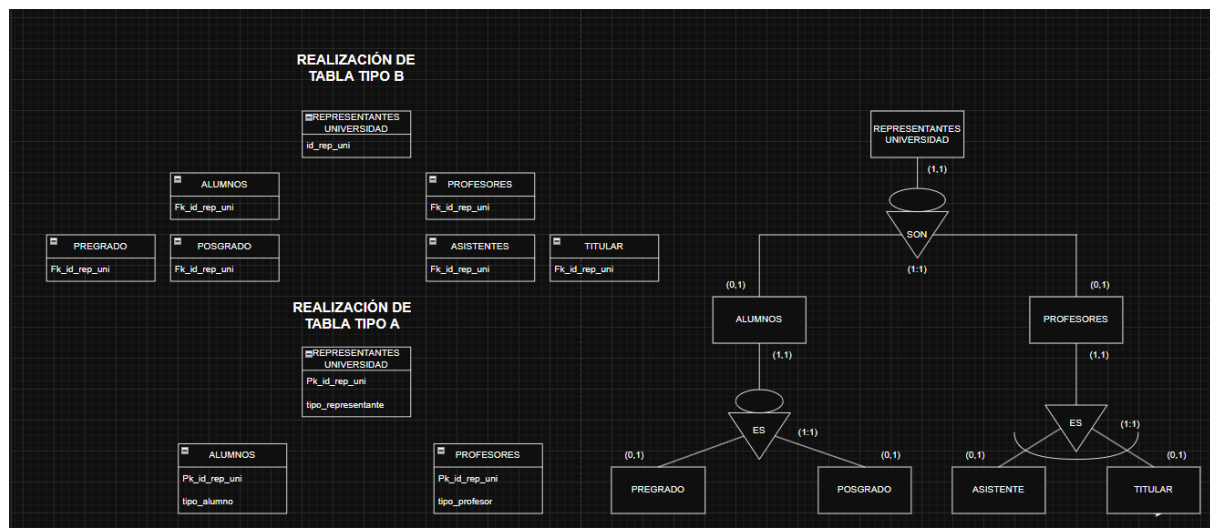 REALIZACIÓN DE
TABLA TIPO B
REPRESENTANTES
UNIVERSIDAD
id_rep_uni
ALUMNOS
Fk_id_rep_uni
PROFESORES
Fk_id_rep_uni
PREGRADO
Fk_id_rep_uni
POSGRADO
Fk_id_rep_uni
ASISTENTES
Fk_id_rep_uni
TITULAR
Fk_id_rep_uni
REALIZACIÓN DE
TABLA TIPO A
REPRESENTANTES
UNIVERSIDAD
Pk_id_rep_uni
tipo_representante
ALUMNOS
Pk_id_rep_uni
tipo_alumno
PROFESORES
Pk_id_rep_uni
tipo_profesor
REPRESENTANTES
UNIVERSIDAD
(1,1)
SON
(1:1)
(0,1)
(0,1)
ALUMNOS
PROFESORES
(1,1)
(1,1)
ES
(1:1)
ES
(1:1)
(0,1)
(0,1)
(0,1)
(0,1)
PREGRADO
POSGRADO
ASISTENTE
TITULAR